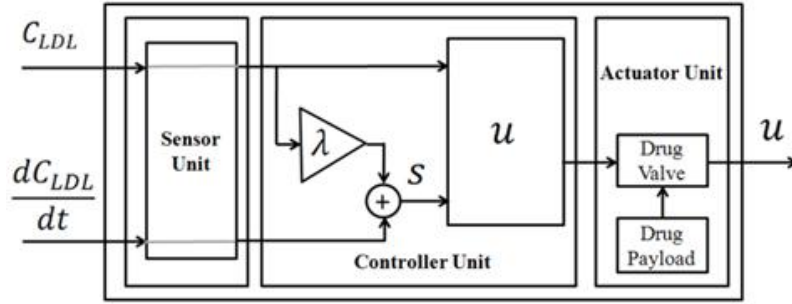 C_LDL
dC_LDL
dt
Sensor
Unit
λ
+
S
u
Controller Unit
Actuator Unit
Drug
Valve
Drug
Payload
u